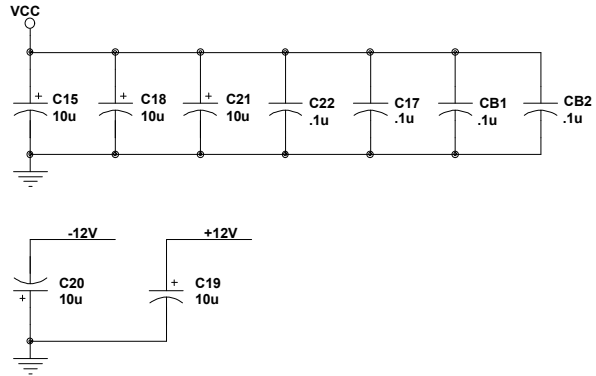 VCC
+ C15
10u
+ C18
10u
+ C21
10u
C22
.1u
C17
.1u
CB1
.1u
CB2
.1u
-12V
+12V
C20
+ 10u
+ C19
10u